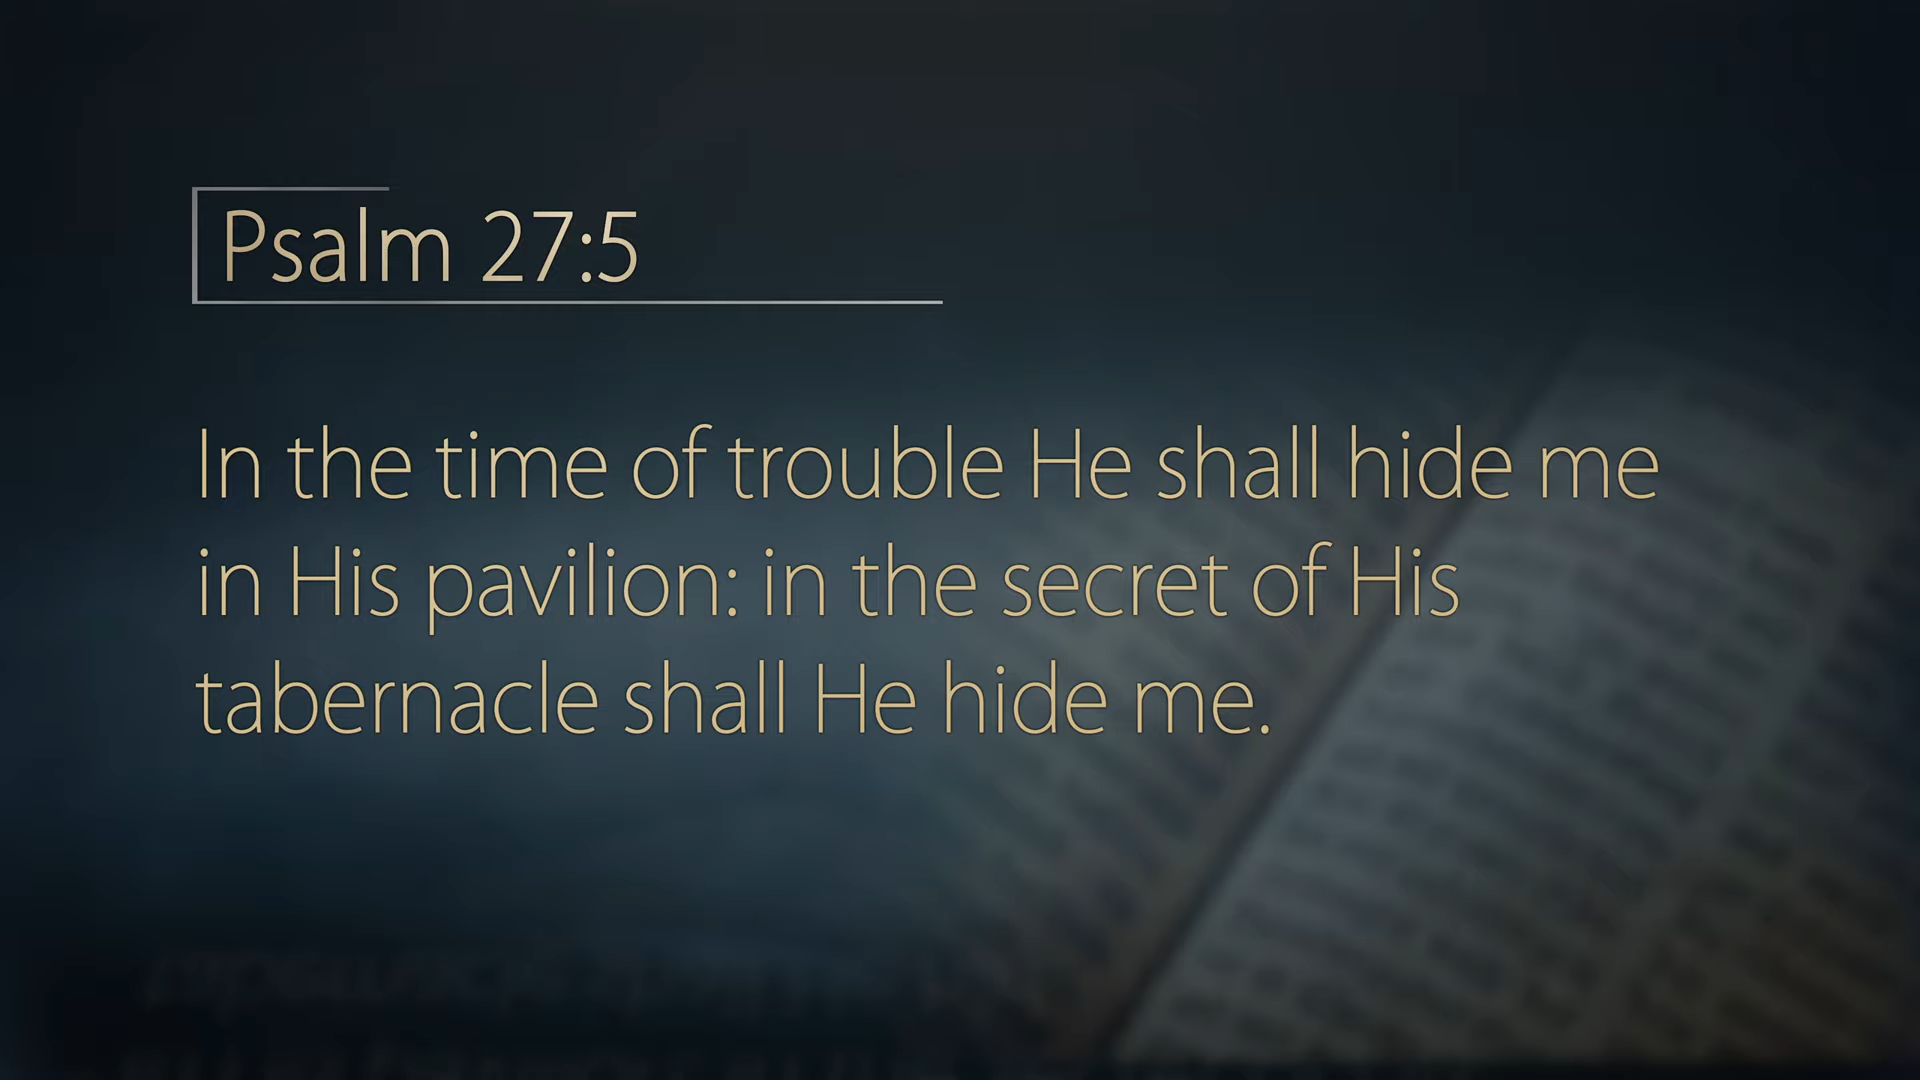 Psalm 27:5
In the time of trouble He shall hide me
in His pavilion: in the secret of His
tabernacle shall He hide me.